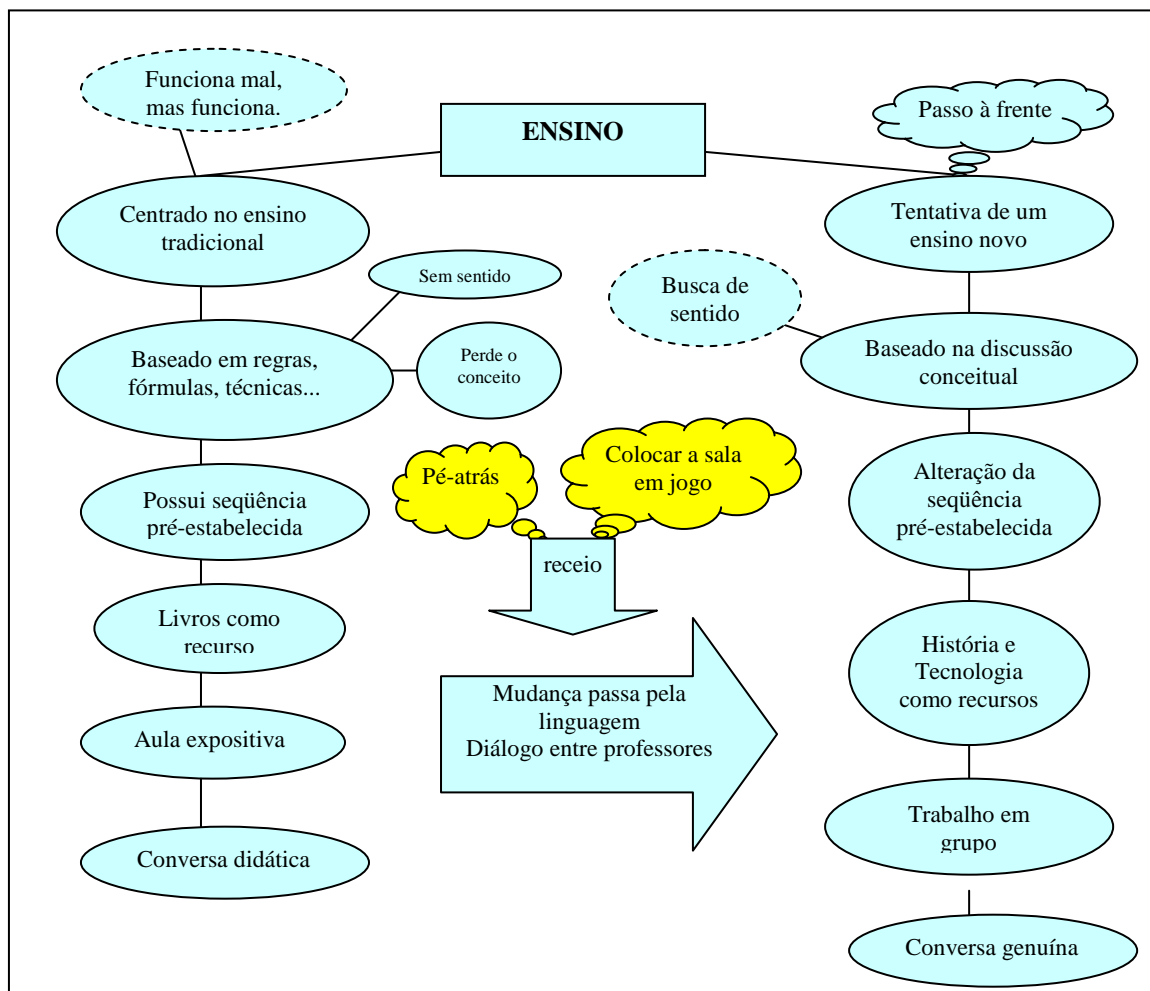 Funciona mal,
mas funciona.
ENSINO
Passo à frente
Centrado no ensino
tradicional
Tentativa de um
ensino novo
Sem sentido
Busca de
sentido
Baseado em regras,
fórmulas, técnicas...
Perde o
conceito
Baseado na discussão
conceitual
Pé-atrás
Colocar a sala
em jogo
Possui seqüência
pré-estabelecida
Alteração da
seqüência
pré-estabelecida
receio
Livros como
recurso
História e
Tecnologia
como recursos
Mudança passa pela
linguagem
Diálogo entre professores
Aula expositiva
Trabalho em
grupo
Conversa didática
Conversa genuína